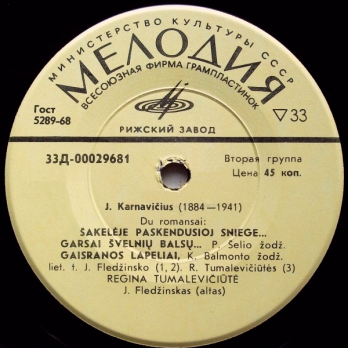 МИНИСТЕРСТВО КУЛЬТУРЫ СССР
МЕЛОДИЯ
ВСЕСОЮЗНАЯ ФИРМА ГРАМПЛАСТИНОК
Гост
5289-68
▽33
РИЖСКИЙ ЗАВОД
33Д-00029681
Вторая группа
Цена 45 коп.
J. Karnavičius (1884—1941)
Du romansai:
ŠAKELĖJE PASKENDUSIOJ SNIEGE...
GARSAI ŠVELNIŲ BALSŲ... P. Selio žodž.
GAISRANOS LAPELIAI, K. Balmonto žodž.
liet. t. J. Fledžinsko (1, 2). R. Tumalevičiūtės (3)
REGINA TUMALEVIČIŪTĖ
J. Fledžinskas (altas)